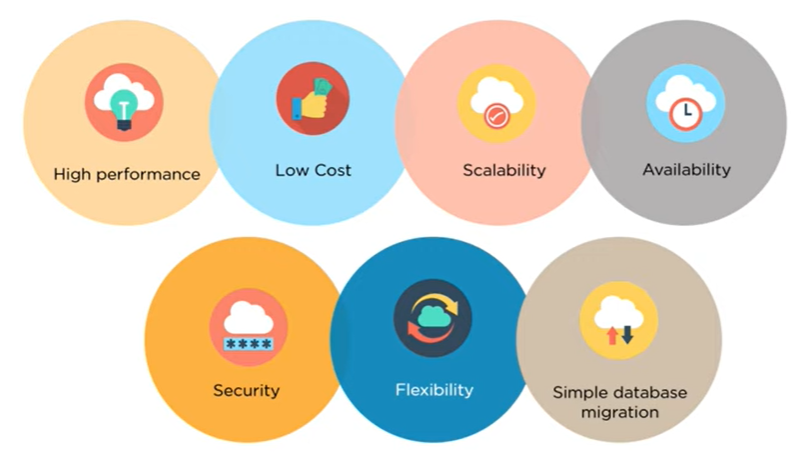 High performance
Low Cost
Scalability
Availability
****
Security
Flexibility
Simple database
migration